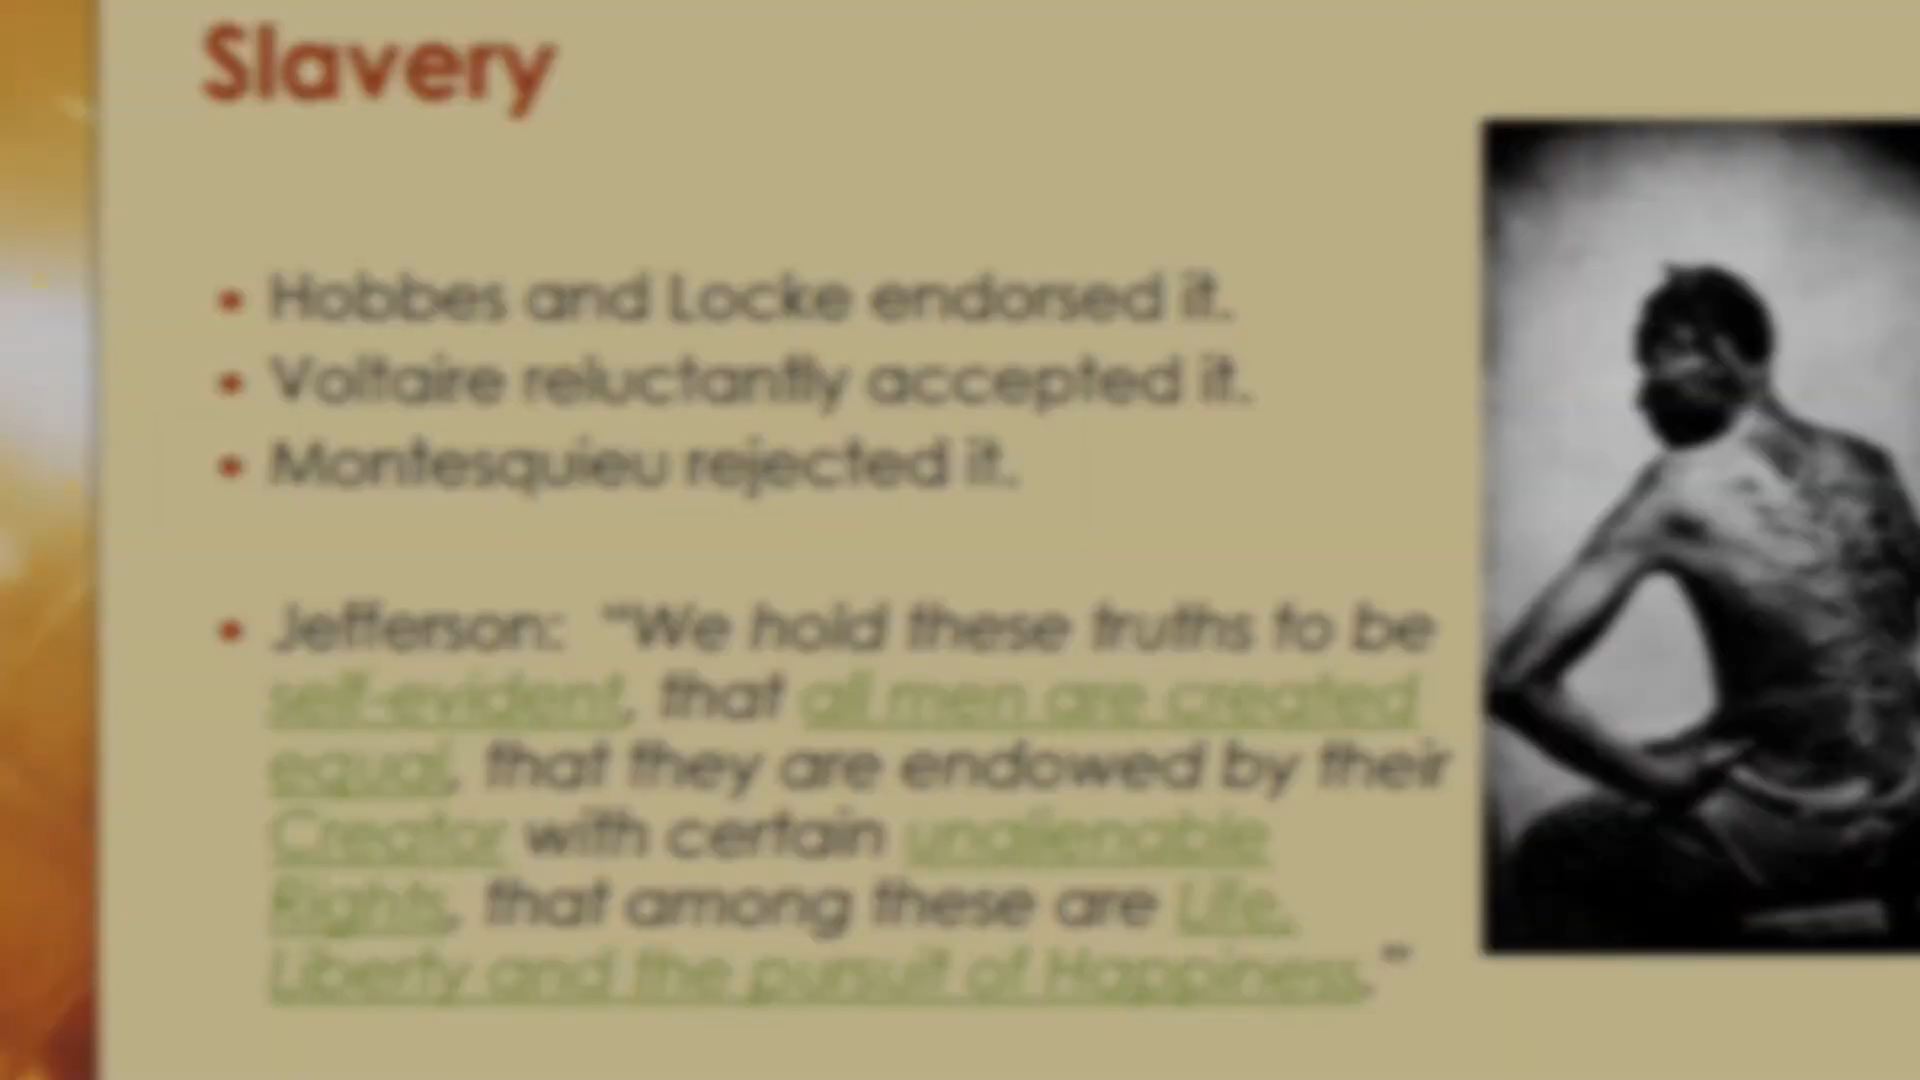 Slavery
Hobbes and Locke endorsed it.
Voltaire reluctantly accepted it.
Montesquieu rejected it.
Jefferson: "We hold these truths to be
self-evident, that all men are created
equal, that they are endowed by their
Creator with certain unalienable
Rights, that among these are Life,
Liberty and the pursuit of Happiness."